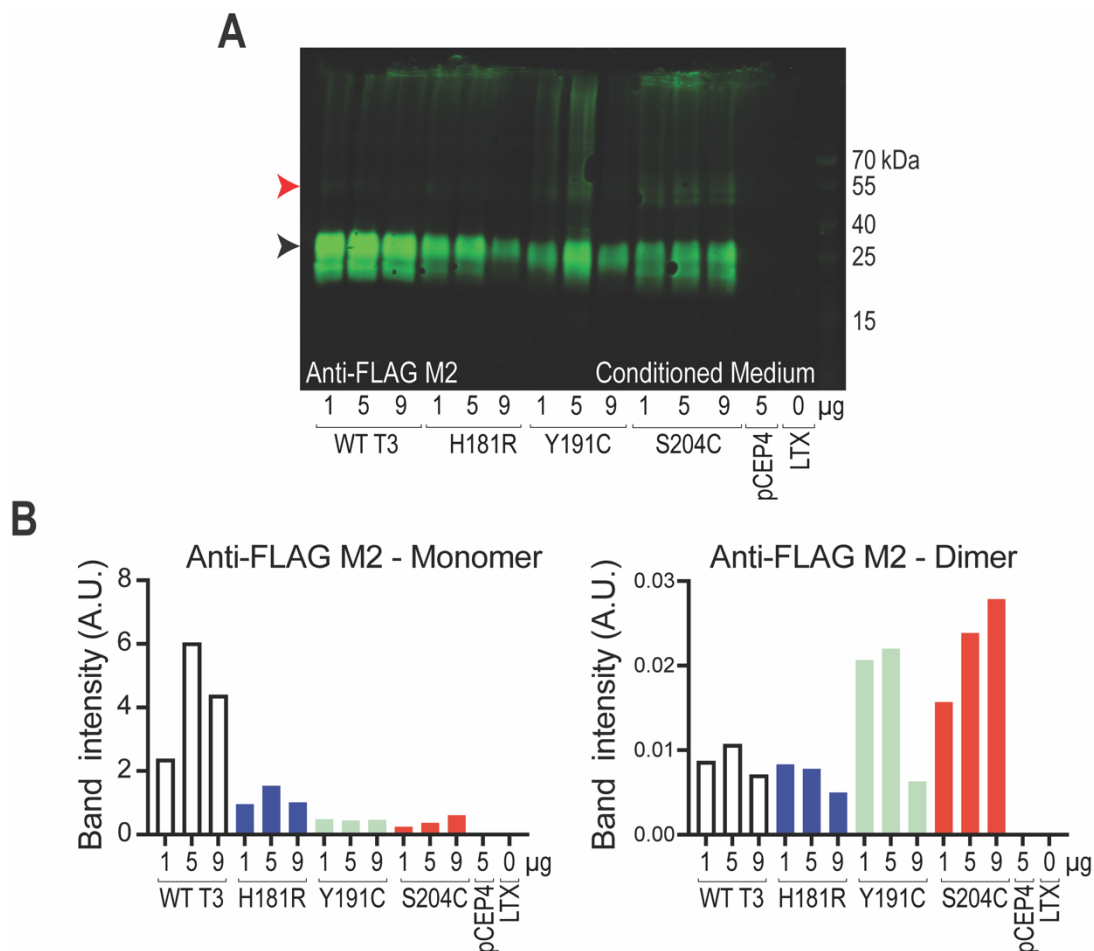 A
70 kDa
55
40
25
15
Anti-FLAG M2 Conditioned Medium
1 5 9 1 5 9 1 5 9 1 5 9 5 0 µg
WT T3 H181R Y191C S204C pCEP4 LTX
B
Anti-FLAG M2 - Monomer
Band intensity (A.U.)
8
6
4
2
0
1 5 9 1 5 9 1 5 9 1 5 9 5 0 µg
WT T3 H181R Y191C S204C pCEP4 LTX
Anti-FLAG M2 - Dimer
Band intensity (A.U.)
0.03
0.02
0.01
0.00
1 5 9 1 5 9 1 5 9 1 5 9 5 0 µg
WT T3 H181R Y191C S204C pCEP4 LTX